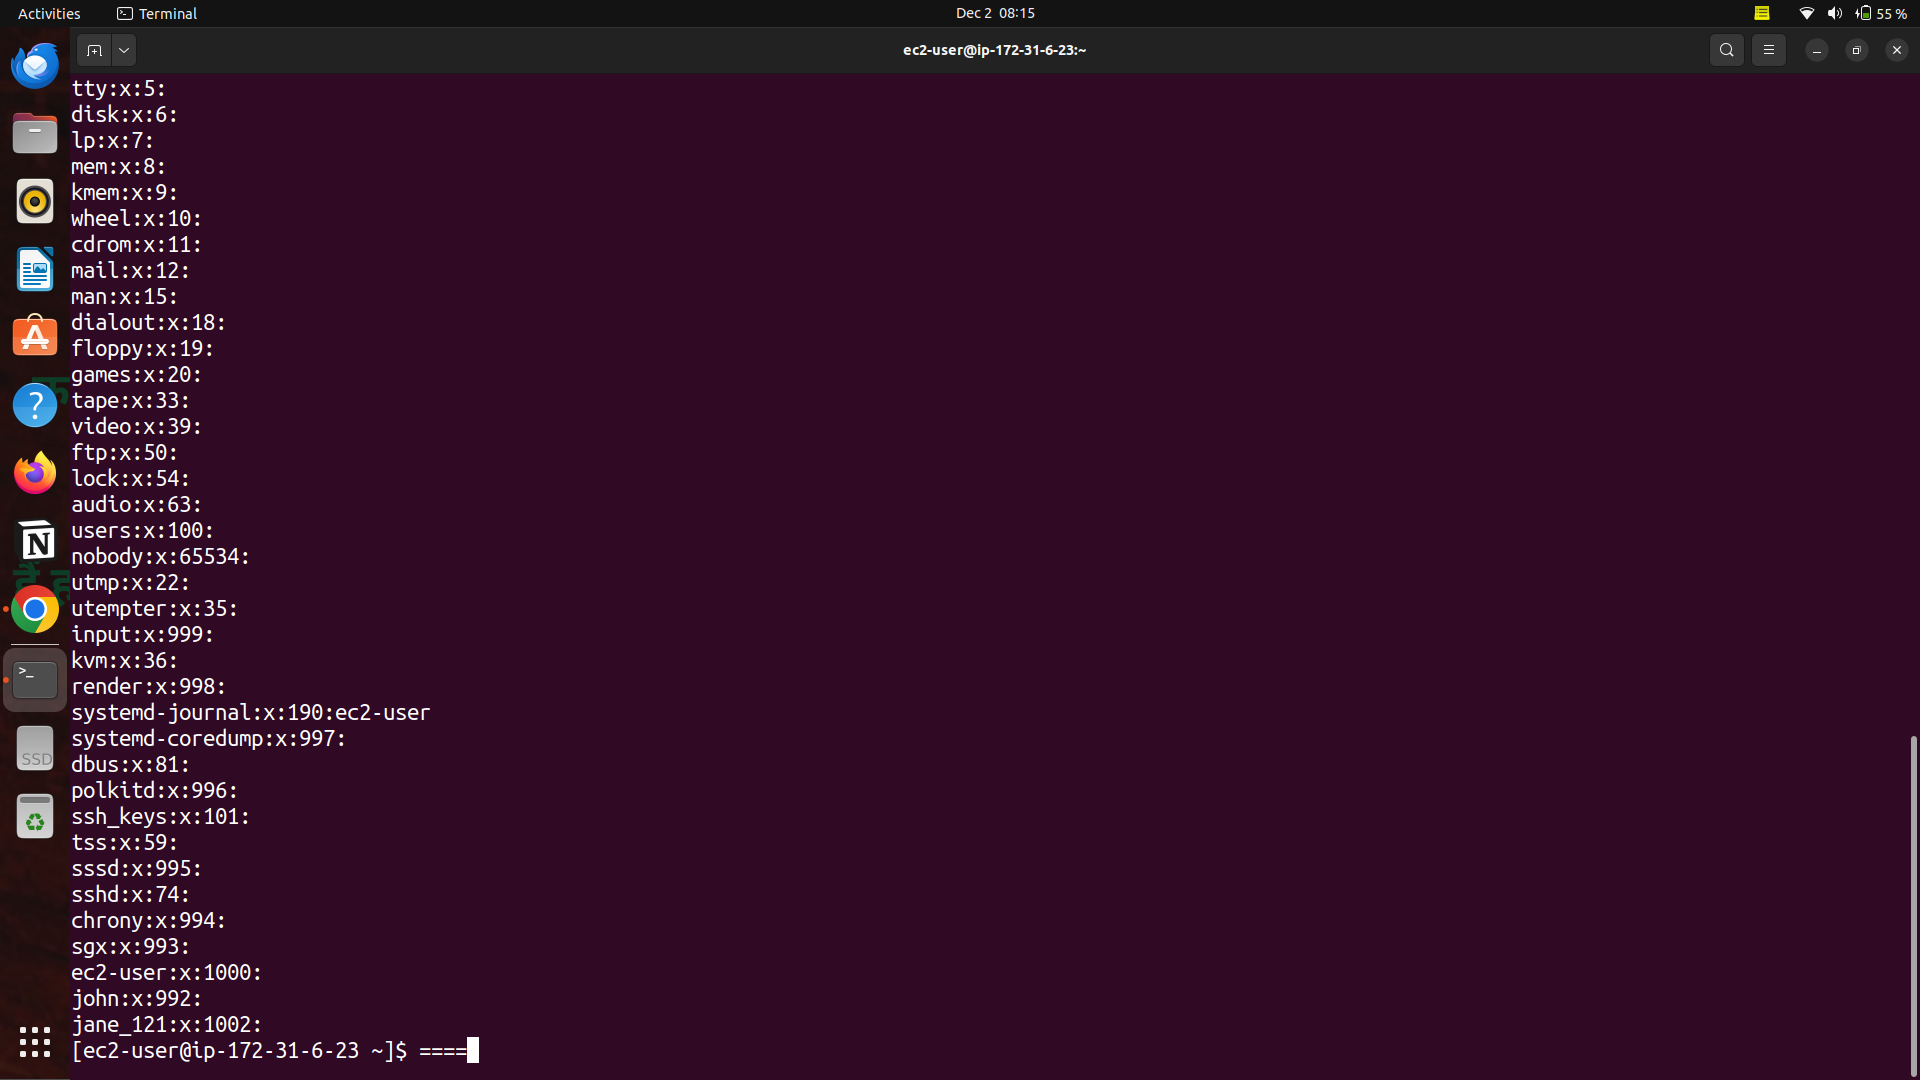 Activities
Terminal
Dec 2 08:15
55 %
ec2-user@ip-172-31-6-23:~
tty:x:5:
disk:x:6:
lp:x:7:
mem:x:8:
kmem:x:9:
wheel:x:10:
cdrom:x:11:
mail:x:12:
man:x:15:
dialout:x:18:
floppy:x:19:
games:x:20:
tape:x:33:
video:x:39:
ftp:x:50:
lock:x:54:
audio:x:63:
users:x:100:
nobody:x:65534:
utmp:x:22:
utempter:x:35:
input:x:999:
kvm:x:36:
render:x:998:
systemd-journal:x:190:ec2-user
systemd-coredump:x:997:
dbus:x:81:
polkitd:x:996:
ssh_keys:x:101:
tss:x:59:
sssd:x:995:
sshd:x:74:
chrony:x:994:
sgx:x:993:
ec2-user:x:1000:
john:x:992:
jane_121:x:1002:
[ec2-user@ip-172-31-6-23 ~]$ ====
SSD